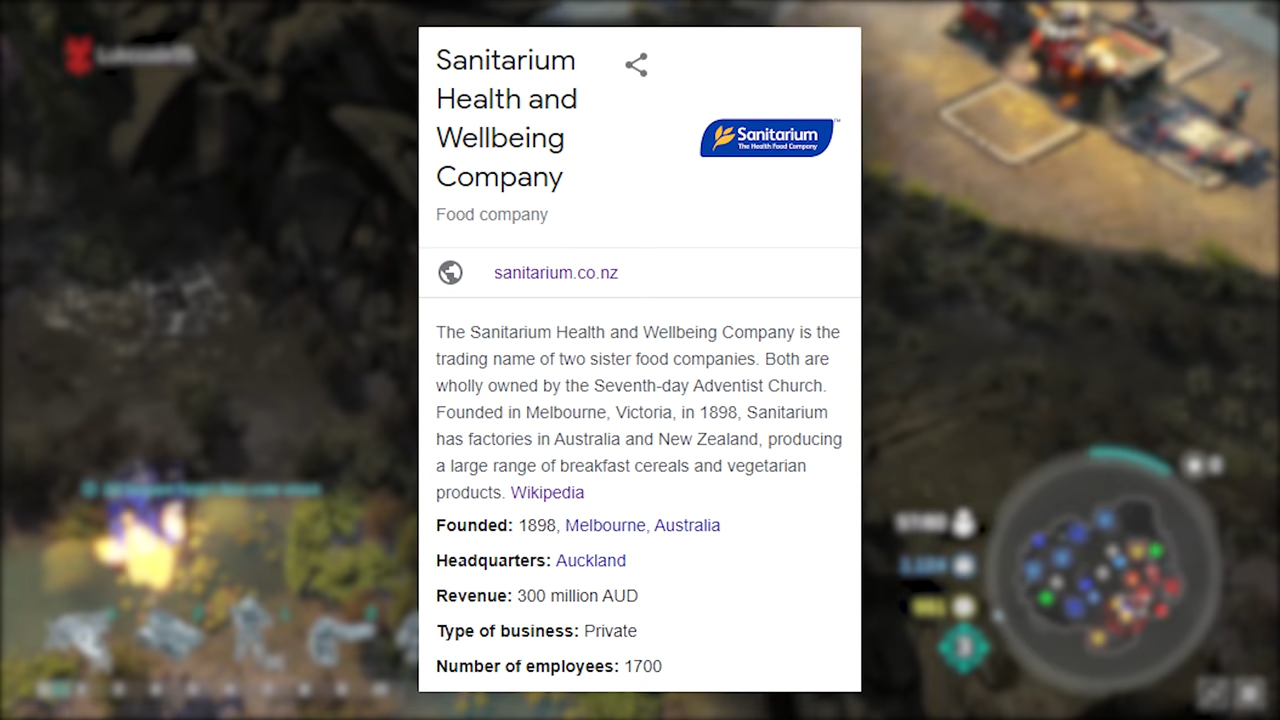 Sanitarium
Health and
Wellbeing
Company
Sanitarium™
The Health Food Company
Food company
sanitarium.co.nz
The Sanitarium Health and Wellbeing Company is the
trading name of two sister food companies. Both are
wholly owned by the Seventh-day Adventist Church.
Founded in Melbourne, Victoria, in 1898, Sanitarium
has factories in Australia and New Zealand, producing
a large range of breakfast cereals and vegetarian
products. Wikipedia
Founded: 1898, Melbourne, Australia
Headquarters: Auckland
Revenue: 300 million AUD
Type of business: Private
Number of employees: 1700